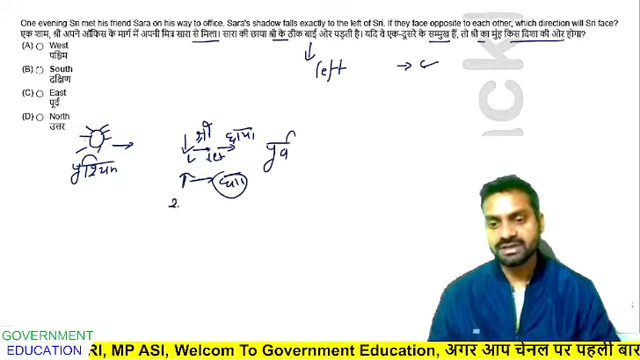 One evening Sri met his friend Sara on his way to office. Sara's shadow falls exactly to the left of Sri. If they face opposite to each other, which direction will Sri face?
एक शाम, श्री अपने ऑफिस के मार्ग में अपनी मित्र सारा से मिला। सारा की छाया श्री के ठीक बाईं ओर पड़ती है। यदि वे एक-दूसरे के सम्मुख हैं, तो श्री का मुंह किस दिशा की ओर होगा?
(A) West
पश्चिम
(B) South
दक्षिण
(C) East
पूर्व
(D) North
उत्तर
left
श्री छाया
left
पूर्व
छाया
2.
GOVERNMENT
EDUCATION
RI, MP ASI, Welcom To Government Education, अगर आप चेनल पर पहली बार